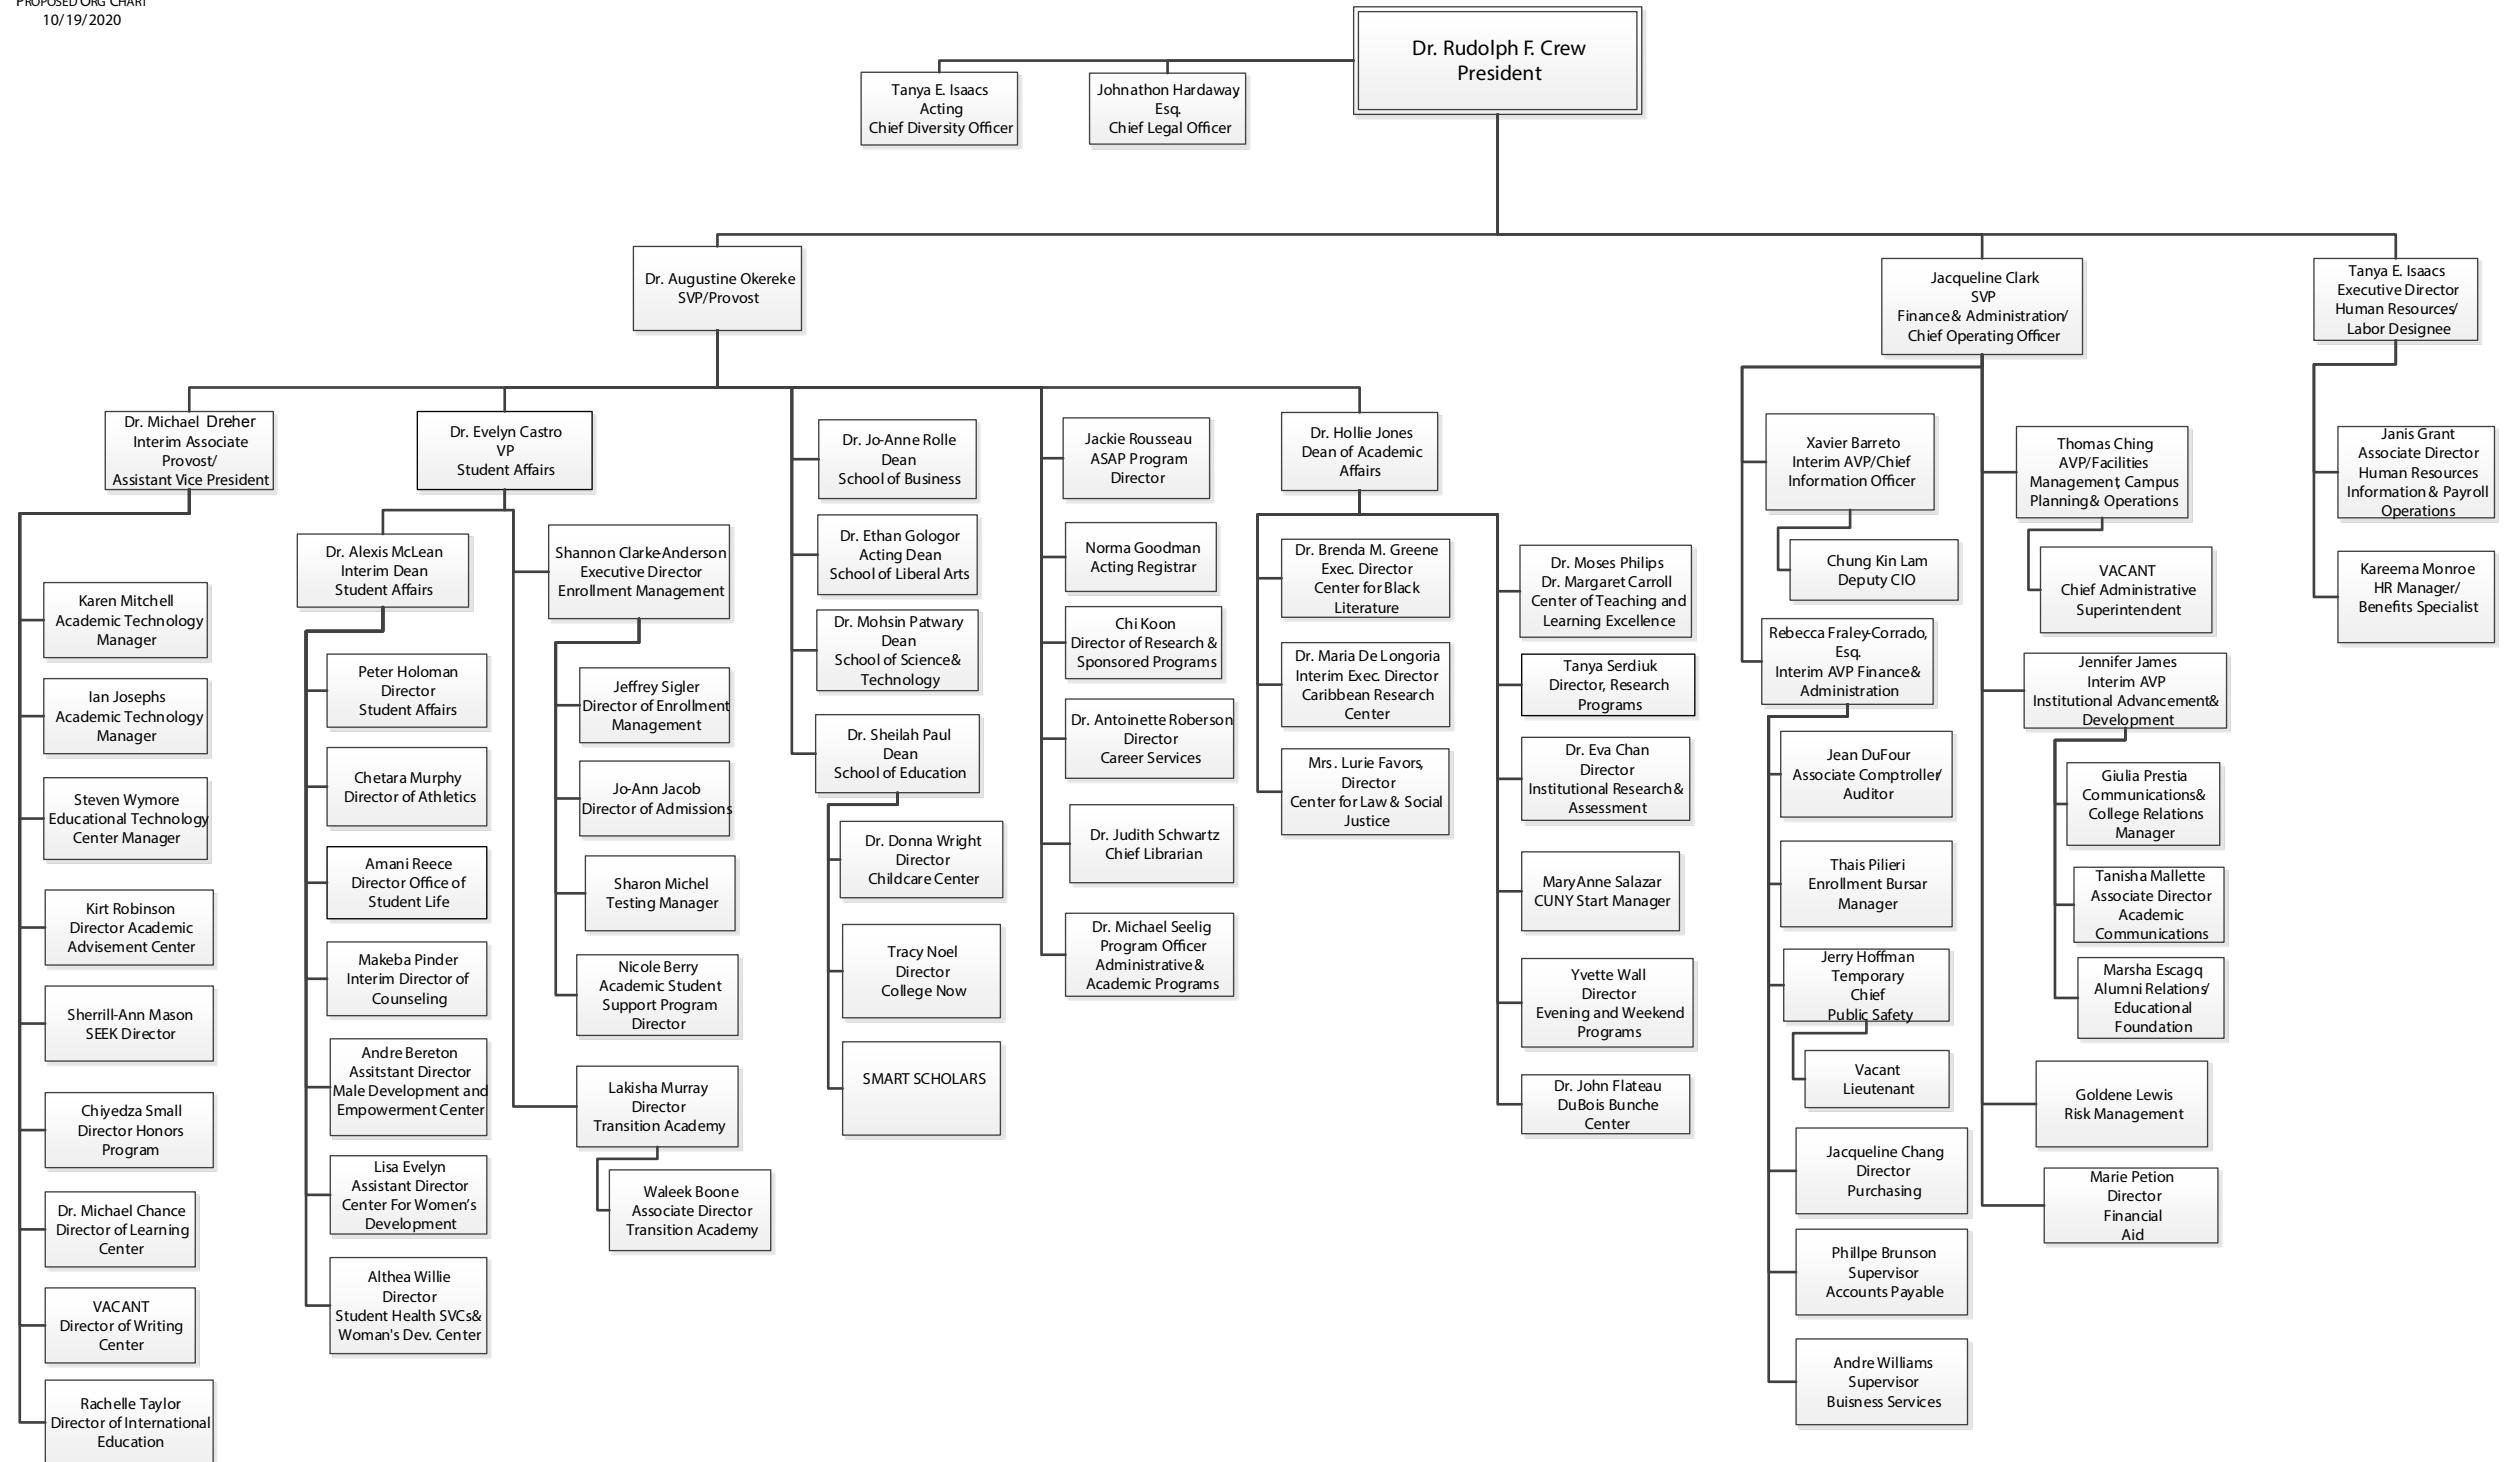 PROPOSED ORG CHART
10/19/2020
Dr. Rudolph F. Crew
President
Tanya E. Isaacs
Acting
Chief Diversity Officer
Johnathon Hardaway,
Esq.
Chief Legal Officer
Dr. Augustine Okereke
SVP/Provost
Jacqueline Clark
SVP
Finance & Administration/
Chief Operating Officer
Tanya E. Isaacs
Executive Director
Human Resources/
Labor Designee
Dr. Michael Dreher
Interim Associate
Provost/
Assistant Vice President
Karen Mitchell
Academic Technology
Manager
Ian Josephs
Academic Technology
Manager
Steven Wymore
Educational Technology
Center Manager
Kirt Robinson
Director Academic
Advisement Center
Sherrill-Ann Mason
SEEK Director
Chiyedza Small
Director Honors
Program
Dr. Michael Chance
Director of Learning
Center
VACANT
Director of Writing
Center
Rachelle Taylor
Director of International
Education
Dr. Evelyn Castro
VP
Student Affairs
Dr. Alexis McLean
Interim Dean
Student Affairs
Peter Holoman
Director
Student Affairs
Chetara Murphy
Director of Athletics
Amani Reece
Director Office of
Student Life
Makeba Pinder
Interim Director of
Counseling
Andre Bereton
Assitstant Director
Male Development and
Empowerment Center
Lisa Evelyn
Assistant Director
Center For Women's
Development
Althea Willie
Director
Student Health SVCs&
Woman's Dev. Center
Shannon Clarke-Anderson
Executive Director
Enrollment Management
Jeffrey Sigler
Director of Enrollment
Management
Jo-Ann Jacob
Director of Admissions
Sharon Michel
Testing Manager
Nicole Berry
Academic Student
Support Program
Director
Lakisha Murray
Director
Transition Academy
Waleek Boone
Associate Director
Transition Academy
Dr. Jo-Anne Rolle
Dean
School of Business
Dr. Ethan Gologor
Acting Dean
School of Liberal Arts
Dr. Mohsin Patwary
Dean
School of Science&
Technology
Dr. Sheilah Paul
Dean
School of Education
Dr. Donna Wright
Director
Childcare Center
Tracy Noel
Director
College Now
SMART SCHOLARS
Jackie Rousseau
ASAP Program
Director
Norma Goodman
Acting Registrar
Chi Koon
Director of Research &
Sponsored Programs
Dr. Antoinette Roberson
Director
Career Services
Dr. Judith Schwartz
Chief Librarian
Dr. Michael Seelig
Program Officer
Administrative &
Academic Programs
Dr. Hollie Jones
Dean of Academic
Affairs
Dr. Brenda M. Greene
Exec. Director
Center for Black
Literature
Dr. Maria De Longoria
Interim Exec. Director
Caribbean Research
Center
Mrs. Lurie Favors,
Director
Center for Law & Social
Justice
Dr. Moses Philips
Dr. Margaret Carroll
Center of Teaching and
Learning Excellence
Tanya Serdiuk
Director, Research
Programs
Dr. Eva Chan
Director
Institutional Research &
Assessment
MaryAnne Salazar
CUNY Start Manager
Yvette Wall
Director
Evening and Weekend
Programs
Dr. John Flateau
DuBois Bunche
Center
Xavier Barreto
Interim AVP/Chief
Information Officer
Chung Kin Lam
Deputy CIO
Rebecca Fraley-Corrado,
Esq.
Interim AVP Finance &
Administration
Jean DuFour
Associate Comptroller/
Auditor
Thais Pilieri
Enrollment Bursar
Manager
Jerry Hoffman
Temporary
Chief
Public Safety
Vacant
Lieutenant
Jacqueline Chang
Director
Purchasing
Phillpe Brunson
Supervisor
Accounts Payable
Andre Williams
Supervisor
Buisness Services
Thomas Ching
AVP/Facilities
Management, Campus
Planning & Operations
VACANT
Chief Administrative
Superintendent
Jennifer James
Interim AVP
Institutional Advancement&
Development
Giulia Prestia
Communications&
College Relations
Manager
Tanisha Mallette
Associate Director
Academic
Communications
Marsha Escagq
Alumni Relations/
Educational
Foundation
Goldene Lewis
Risk Management
Marie Petion
Director
Financial
Aid
Janis Grant
Associate Director
Human Resources
Information & Payroll
Operations
Kareema Monroe
HR Manager/
Benefits Specialist